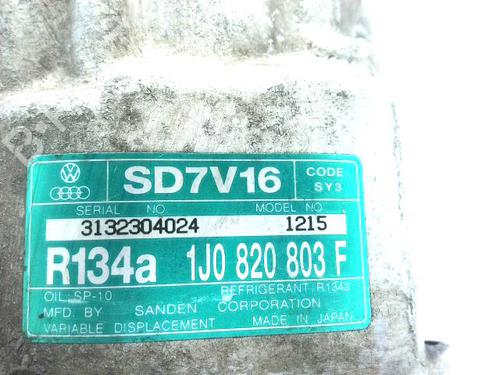 SD7V16
CODE
SY3
SERIAL NO
MODEL NO
3132304024
1215
R134a
1J0 820 803 F
OIL, SP-10
REFRIGERANT R134a
MFD BY SANDEN CORPORATION
VARIABLE DISPLACEMENT MADE IN JAPAN